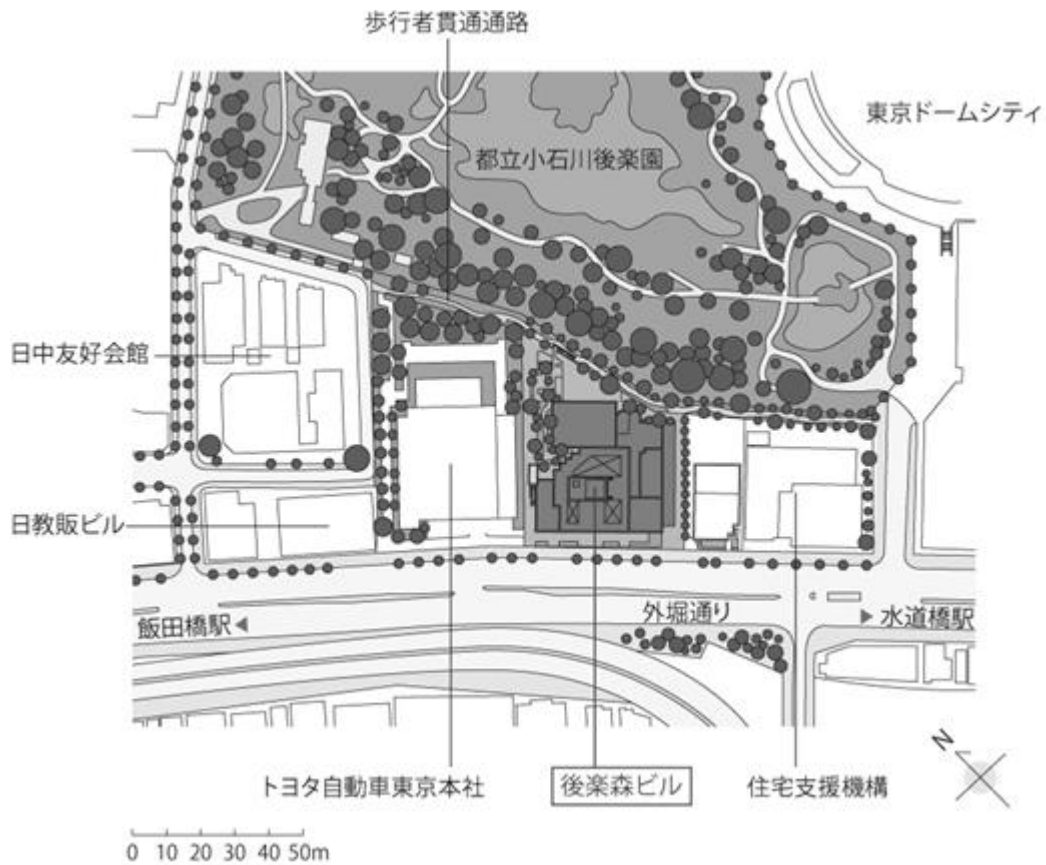 歩行者貫通通路
東京ドームシティ
都立小石川後楽園
日中友好会館
日教販ビル
外堀通り
飯田橋駅◀
▶ 水道橋駅
N
トヨタ自動車東京本社
後楽森ビル
住宅支援機構
0 10 20 30 40 50m